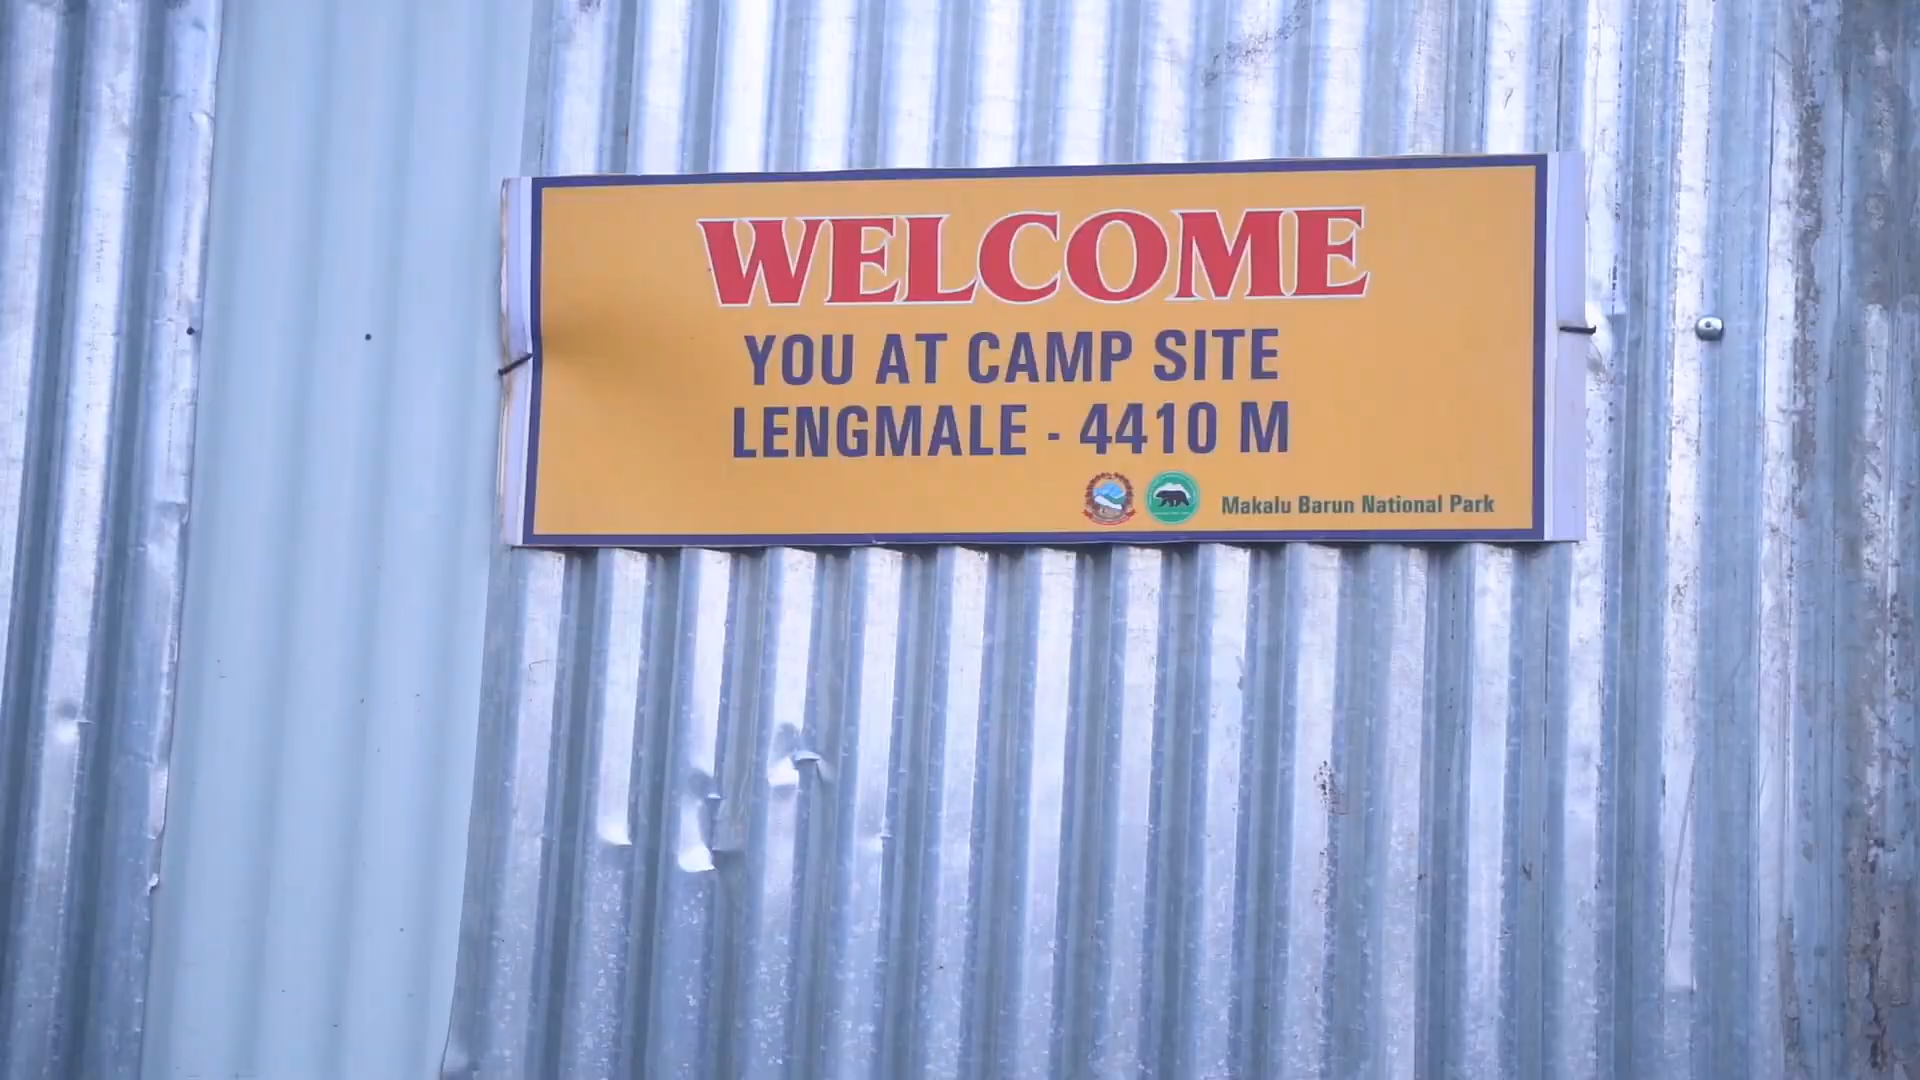 WELCOME
YOU AT CAMP SITE
LENGMALE - 4410 M
Makalu Barun National Park